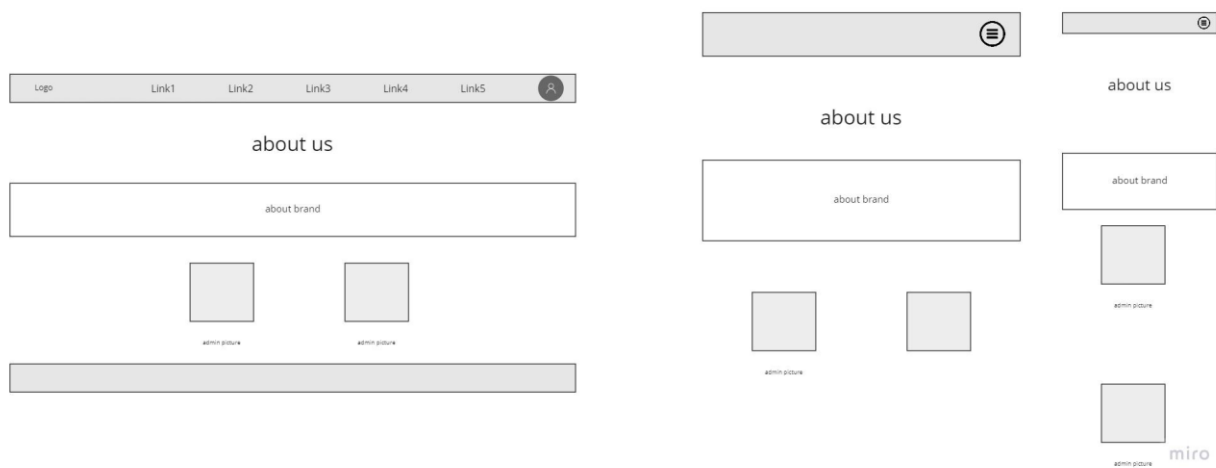 Logo
Link1
Link2
Link3
Link4
Link5
about us
about brand
admin picture
admin picture
about us
about brand
admin picture
about us
about brand
admin picture
admin picture
miro